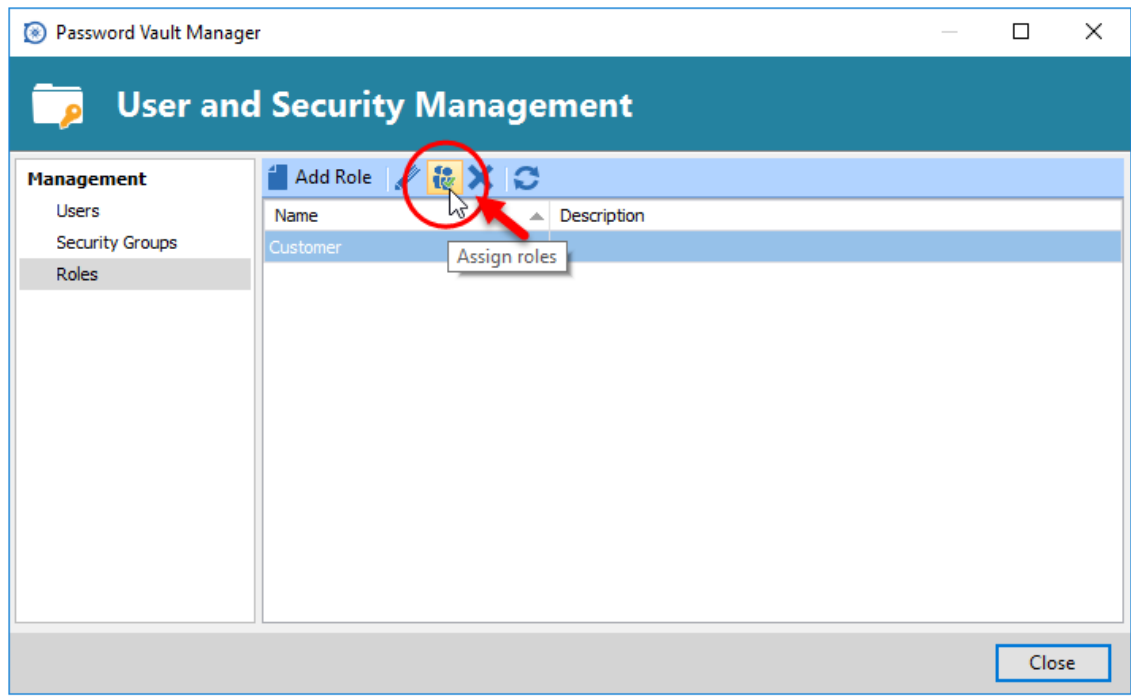 Password Vault Manager
User and Security Management
Management
Users
Security Groups
Roles
Add Role
Name Description
Customer
Assign roles
Close